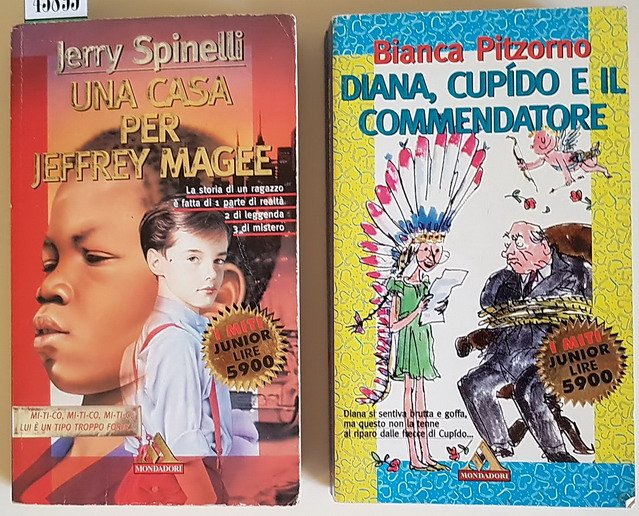 45855
Jerry Spinelli
UNA CASA
PER
JEFFREY MAGEE
La storia di un ragazzo
è fatta di 1 parte di realtà
2 di leggenda
3 di mistero
I MITI
JUNIOR
LIRE
5900
MI-TI-CO, MI-TI-CO, MI-TI-
LUI È UN TIPO TROPPO FOR
MONDADORI
Bianca Pitzorno
DIANA, CUPÍDO E IL
COMMENDATORE
I MITI
JUNIOR
LIRE
5900
Diana si sentiva brutta e goffa,
ma questo non la tenne
al riparo dalle frecce di Cupído...
MONDADORI